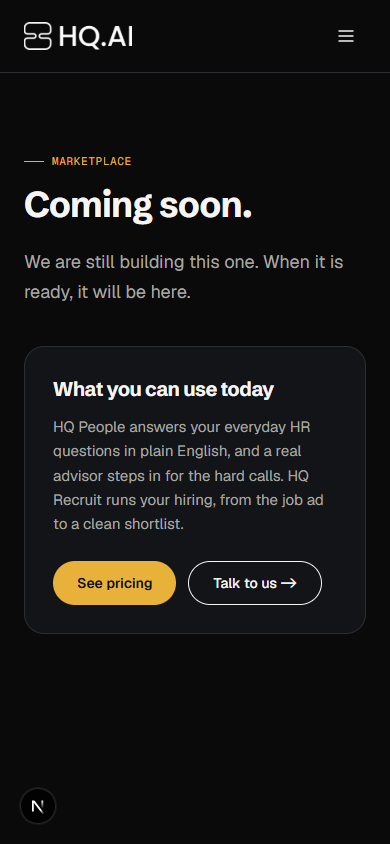 HQ.AI
MARKETPLACE
Coming soon.
We are still building this one. When it is
ready, it will be here.
What you can use today
HQ People answers your everyday HR
questions in plain English, and a real
advisor steps in for the hard calls. HQ
Recruit runs your hiring, from the job ad
to a clean shortlist.
See pricing
Talk to us →
N